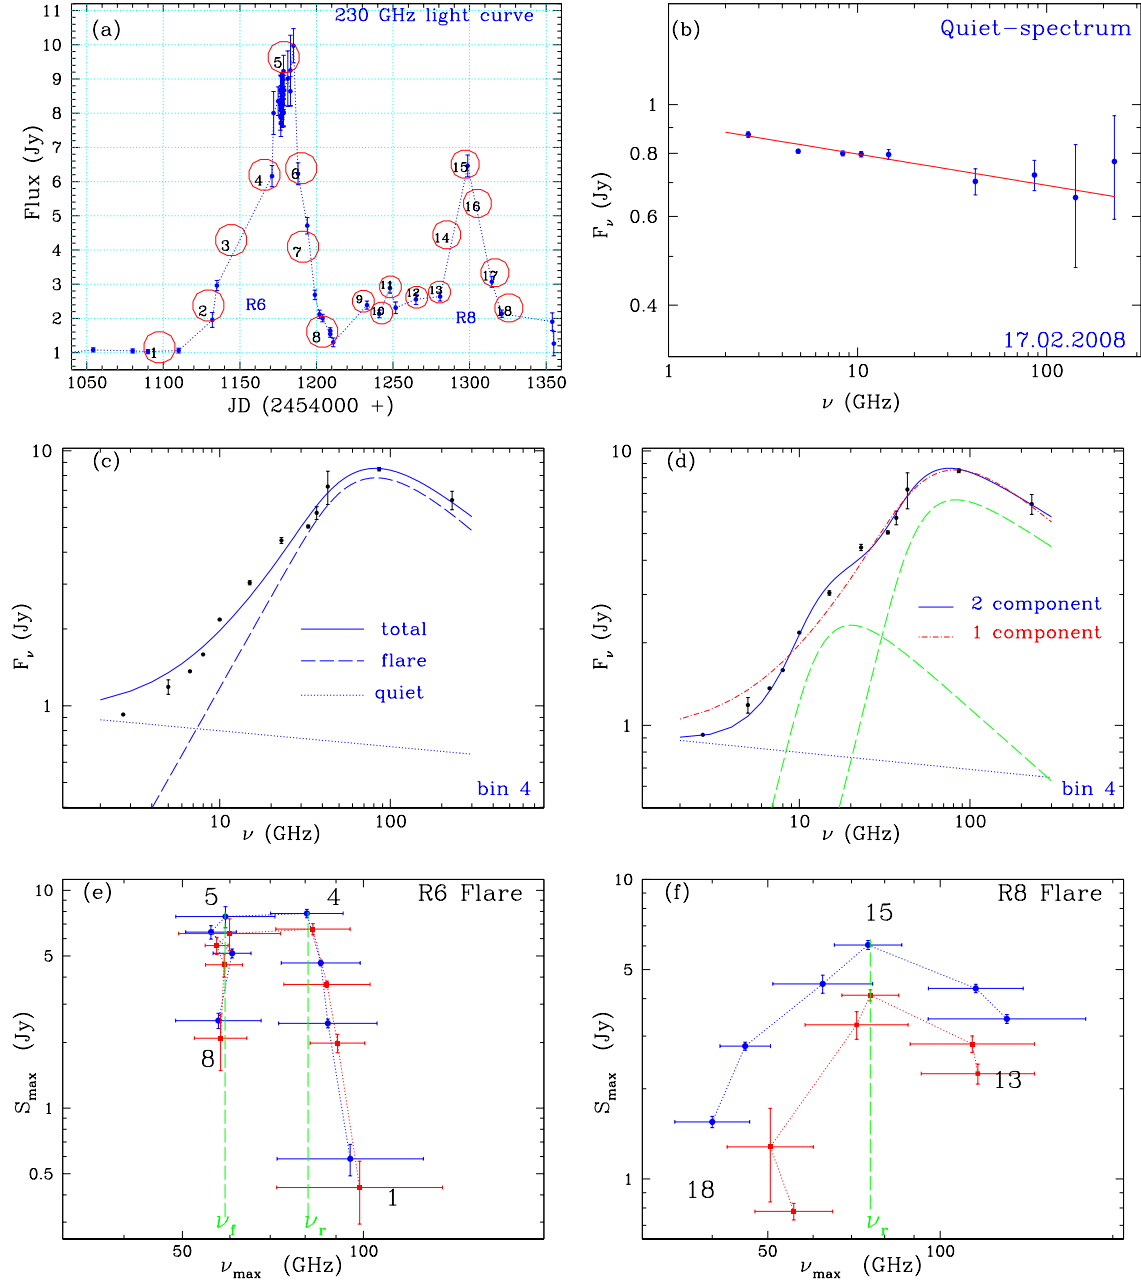 (a)
230 GHz light curve
11
10
9
8
7
6
5
4
3
2
1
Flux (Jy)
1
2
3
4
5
6
7
8
9
10
11
12
13
14
15
16
17
18
R6
R8
1050
1100
1150
1200
1250
1300
1350
JD (2454000 +)
(b)
Quiet-spectrum
1
0.8
0.6
0.4
F_ν (Jy)
17.02.2008
1
10
100
ν (GHz)
(c)
10
1
F_ν (Jy)
total
flare
quiet
bin 4
10
100
ν (GHz)
(d)
10
1
F_ν (Jy)
2 component
1 component
bin 4
10
100
ν (GHz)
(e)
R6 Flare
10
5
1
0.5
S_max (Jy)
5
4
8
1
ν_f
ν_r
50
100
ν_max (GHz)
(f)
R8 Flare
10
5
1
S_max (Jy)
15
13
18
ν_r
50
100
ν_max (GHz)